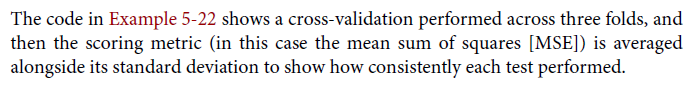 The code in Example 5-22 shows a cross-validation performed across three folds, and
then the scoring metric (in this case the mean sum of squares [MSE]) is averaged
alongside its standard deviation to show how consistently each test performed.